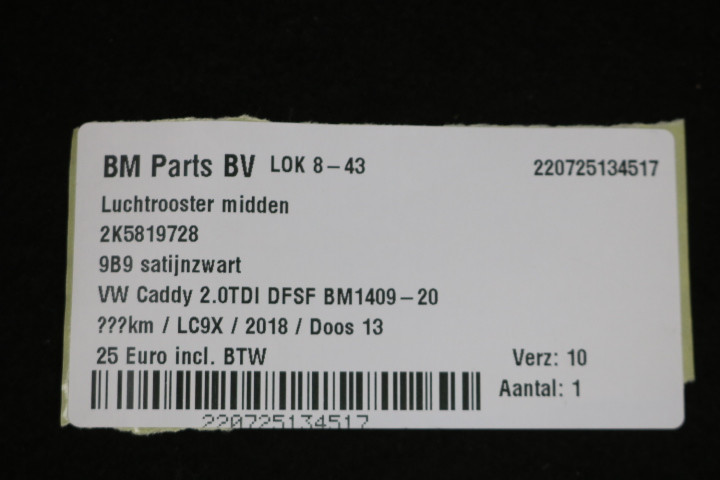 BM Parts BV LOK 8-43 220725134517
Luchtrooster midden
2K5819728
9B9 satijnzwart
VW Caddy 2.0TDI DFSF BM1409-20
???km / LC9X / 2018 / Doos 13
25 Euro incl. BTW Verz: 10
Aantal: 1
220725134517